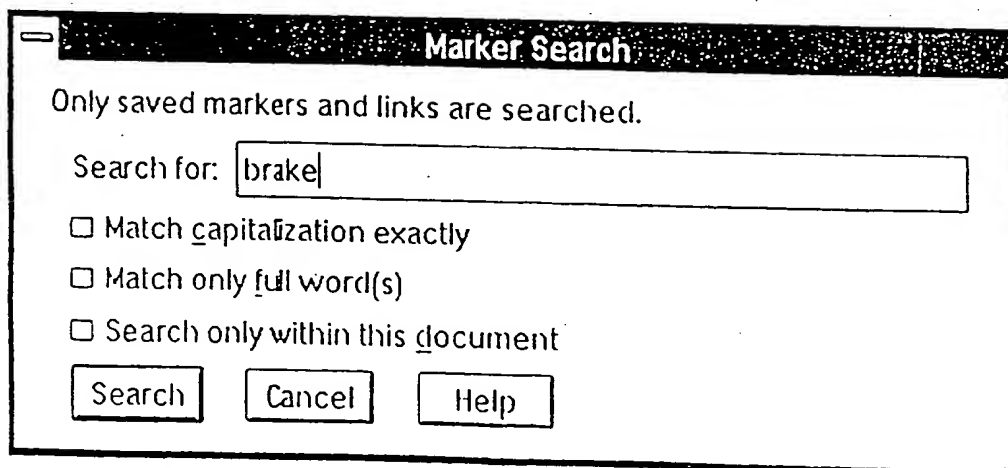 Marker Search
Only saved markers and links are searched.
Search for: brake
Match capitalization exactly
Match only full word(s)
Search only within this document
Search Cancel Help